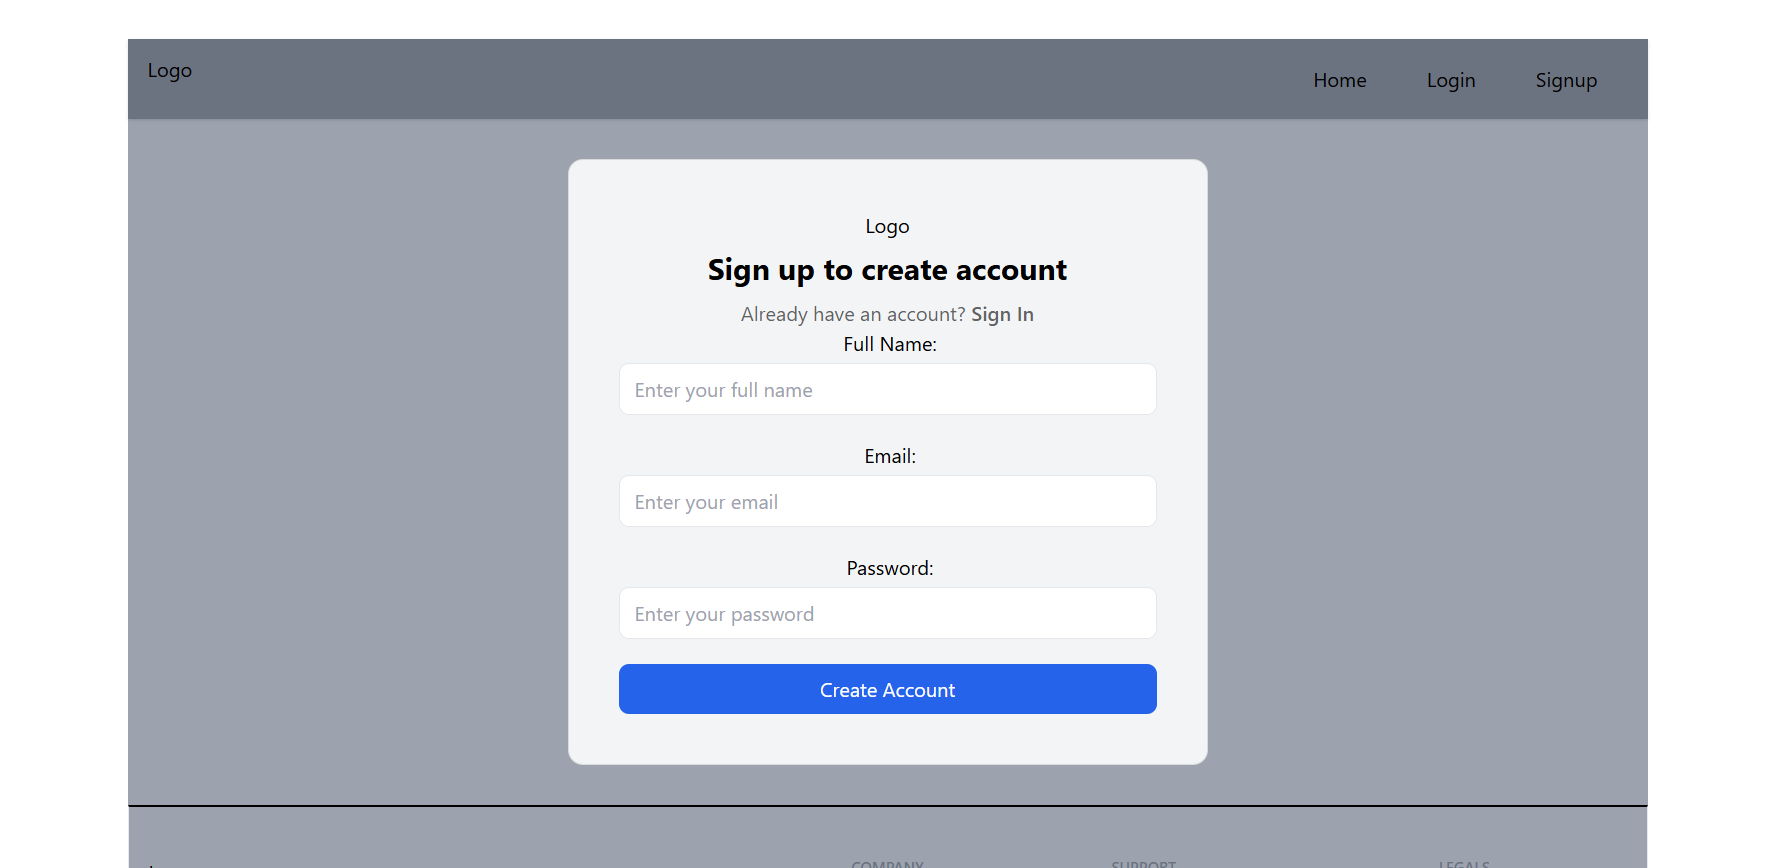 Logo
Home Login Signup
Logo
Sign up to create account
Already have an account? Sign In
Full Name:
Enter your full name
Email:
Enter your email
Password:
Enter your password
Create Account
COMPANY SUPPORT LEGALS